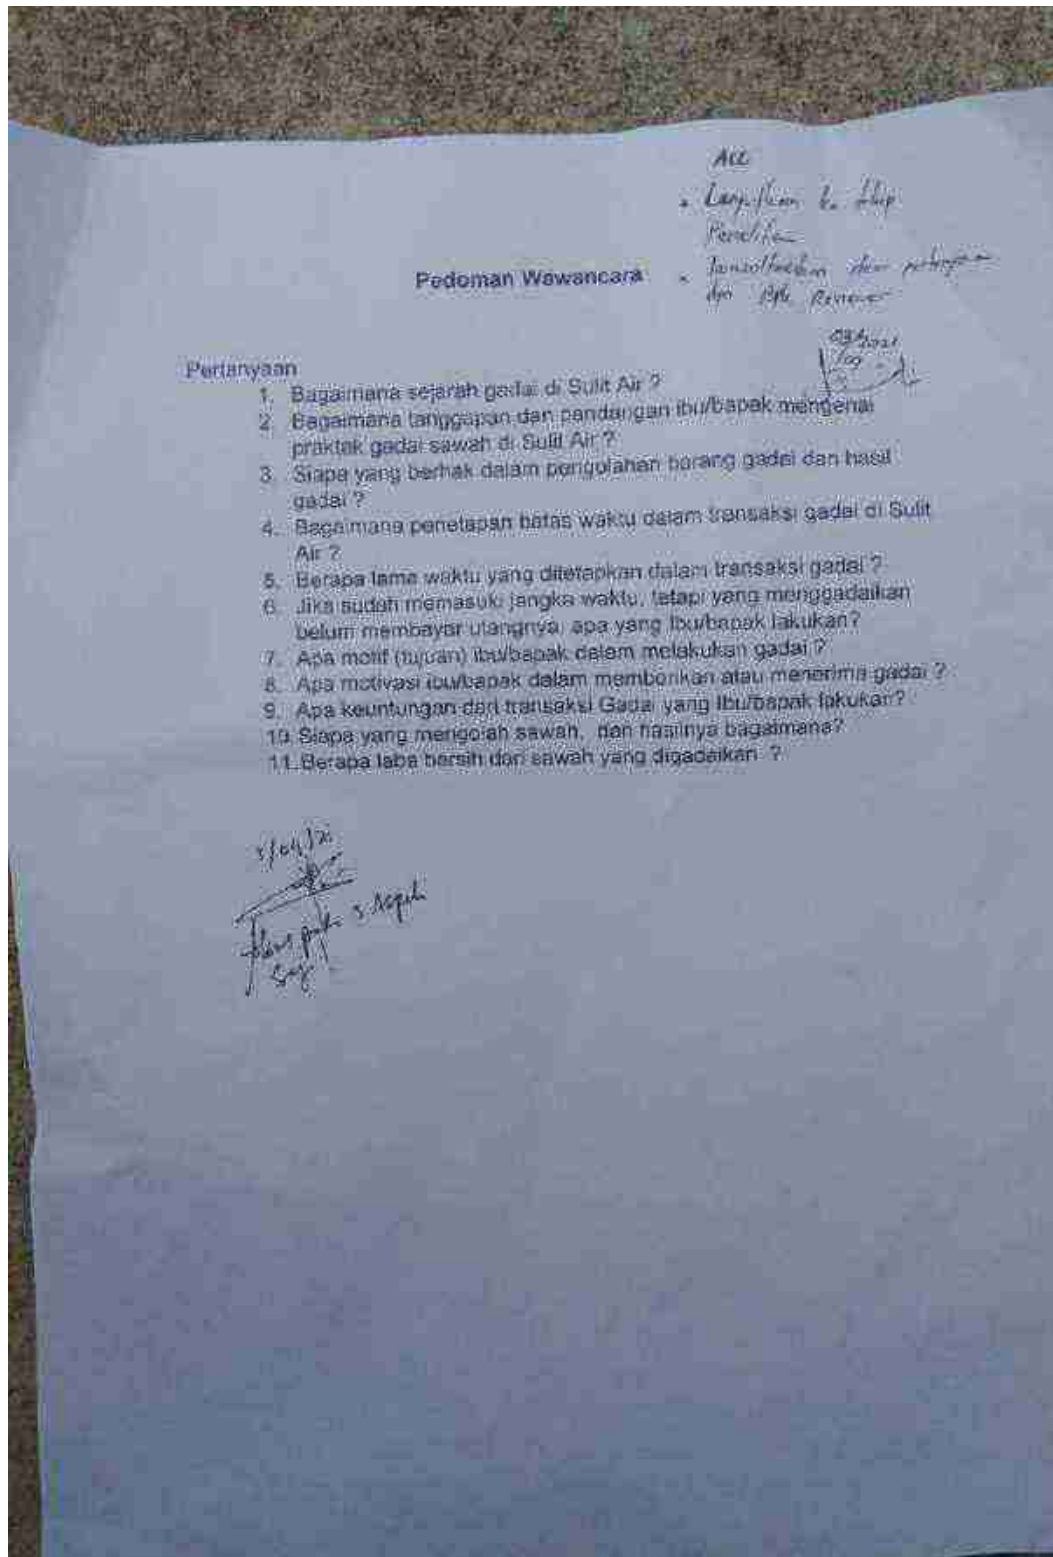 ACC
Lanjutkan ke tahap
Penelitian
Pedoman Wawancara
Konsultasikan
Reviewer
Pertanyaan
1. Bagaimana sejarah gadai di Sulit Air ?
2. Bagaimana tanggapan dan pandangan ibu/bapak mengenai
praktek gadai sawah di Sulit Air ?
3. Siapa yang berhak dalam pengolahan barang gadai dan hasil
gadai ?
4. Bagaimana penetapan batas waktu dalam transaksi gadai di Sulit
Air ?
5. Berapa lama waktu yang ditetapkan dalam transaksi gadai ?
6. Jika sudah memasuki jangka waktu, tetapi yang menggadaikan
belum membayar utangnya, apa yang Ibu/bapak lakukan?
7. Apa motif (tujuan) ibu/bapak dalam melakukan gadai ?
8. Apa motivasi ibu/bapak dalam memberikan atau menerima gadai ?
9. Apa keuntungan dari transaksi Gadai yang Ibu/bapak lakukan?
10. Siapa yang mengolah sawah, dan hasilnya bagaimana?
11. Berapa laba bersih dari sawah yang digadaikan ?